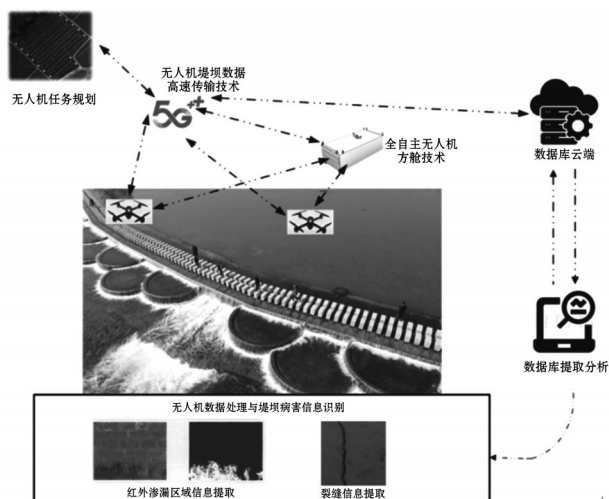 无人机堤坝数据
高速传输技术
无人机任务规划
5G++
全自主无人机
方舱技术
数据库云端
数据库提取分析
无人机数据处理与堤坝病害信息识别
红外渗漏区域信息提取
裂缝信息提取